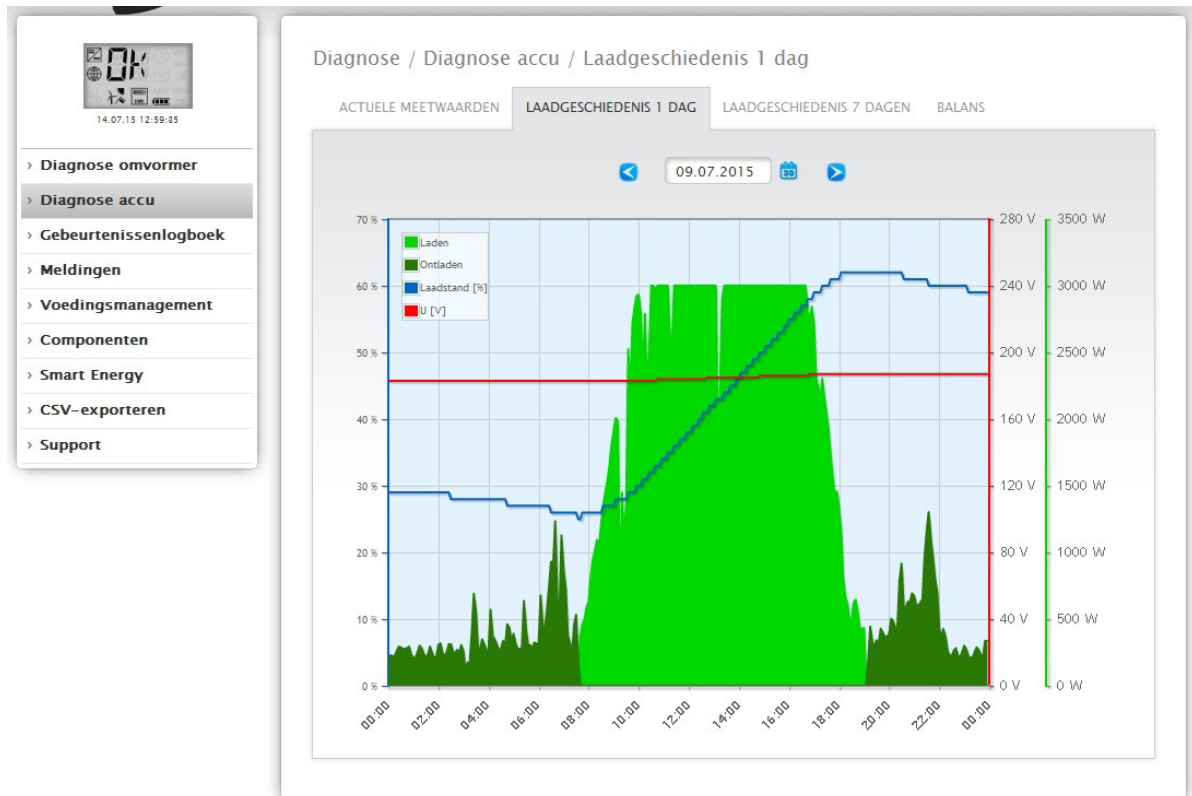 OK
14.07.15 12:59:35
Diagnose omvormer
Diagnose accu
Gebeurtenissenlogboek
Meldingen
Voedingsmanagement
Componenten
Smart Energy
CSV-exporteren
Support
Diagnose / Diagnose accu / Laadgeschiedenis 1 dag
ACTUELE MEETWAARDEN LAADGESCHIEDENIS 1 DAG LAADGESCHIEDENIS 7 DAGEN BALANS
09.07.2015 30
70 % 280 V 3500 W
Laden
Ontladen
60 % Laadstand [%] 240 V 3000 W
U [V]
50 % 200 V 2500 W
40 % 160 V 2000 W
30 % 120 V 1500 W
20 % 80 V 1000 W
10 % 40 V 500 W
0 % 0 V 0 W
00:00 02:00 04:00 06:00 08:00 10:00 12:00 14:00 16:00 18:00 20:00 22:00 00:00